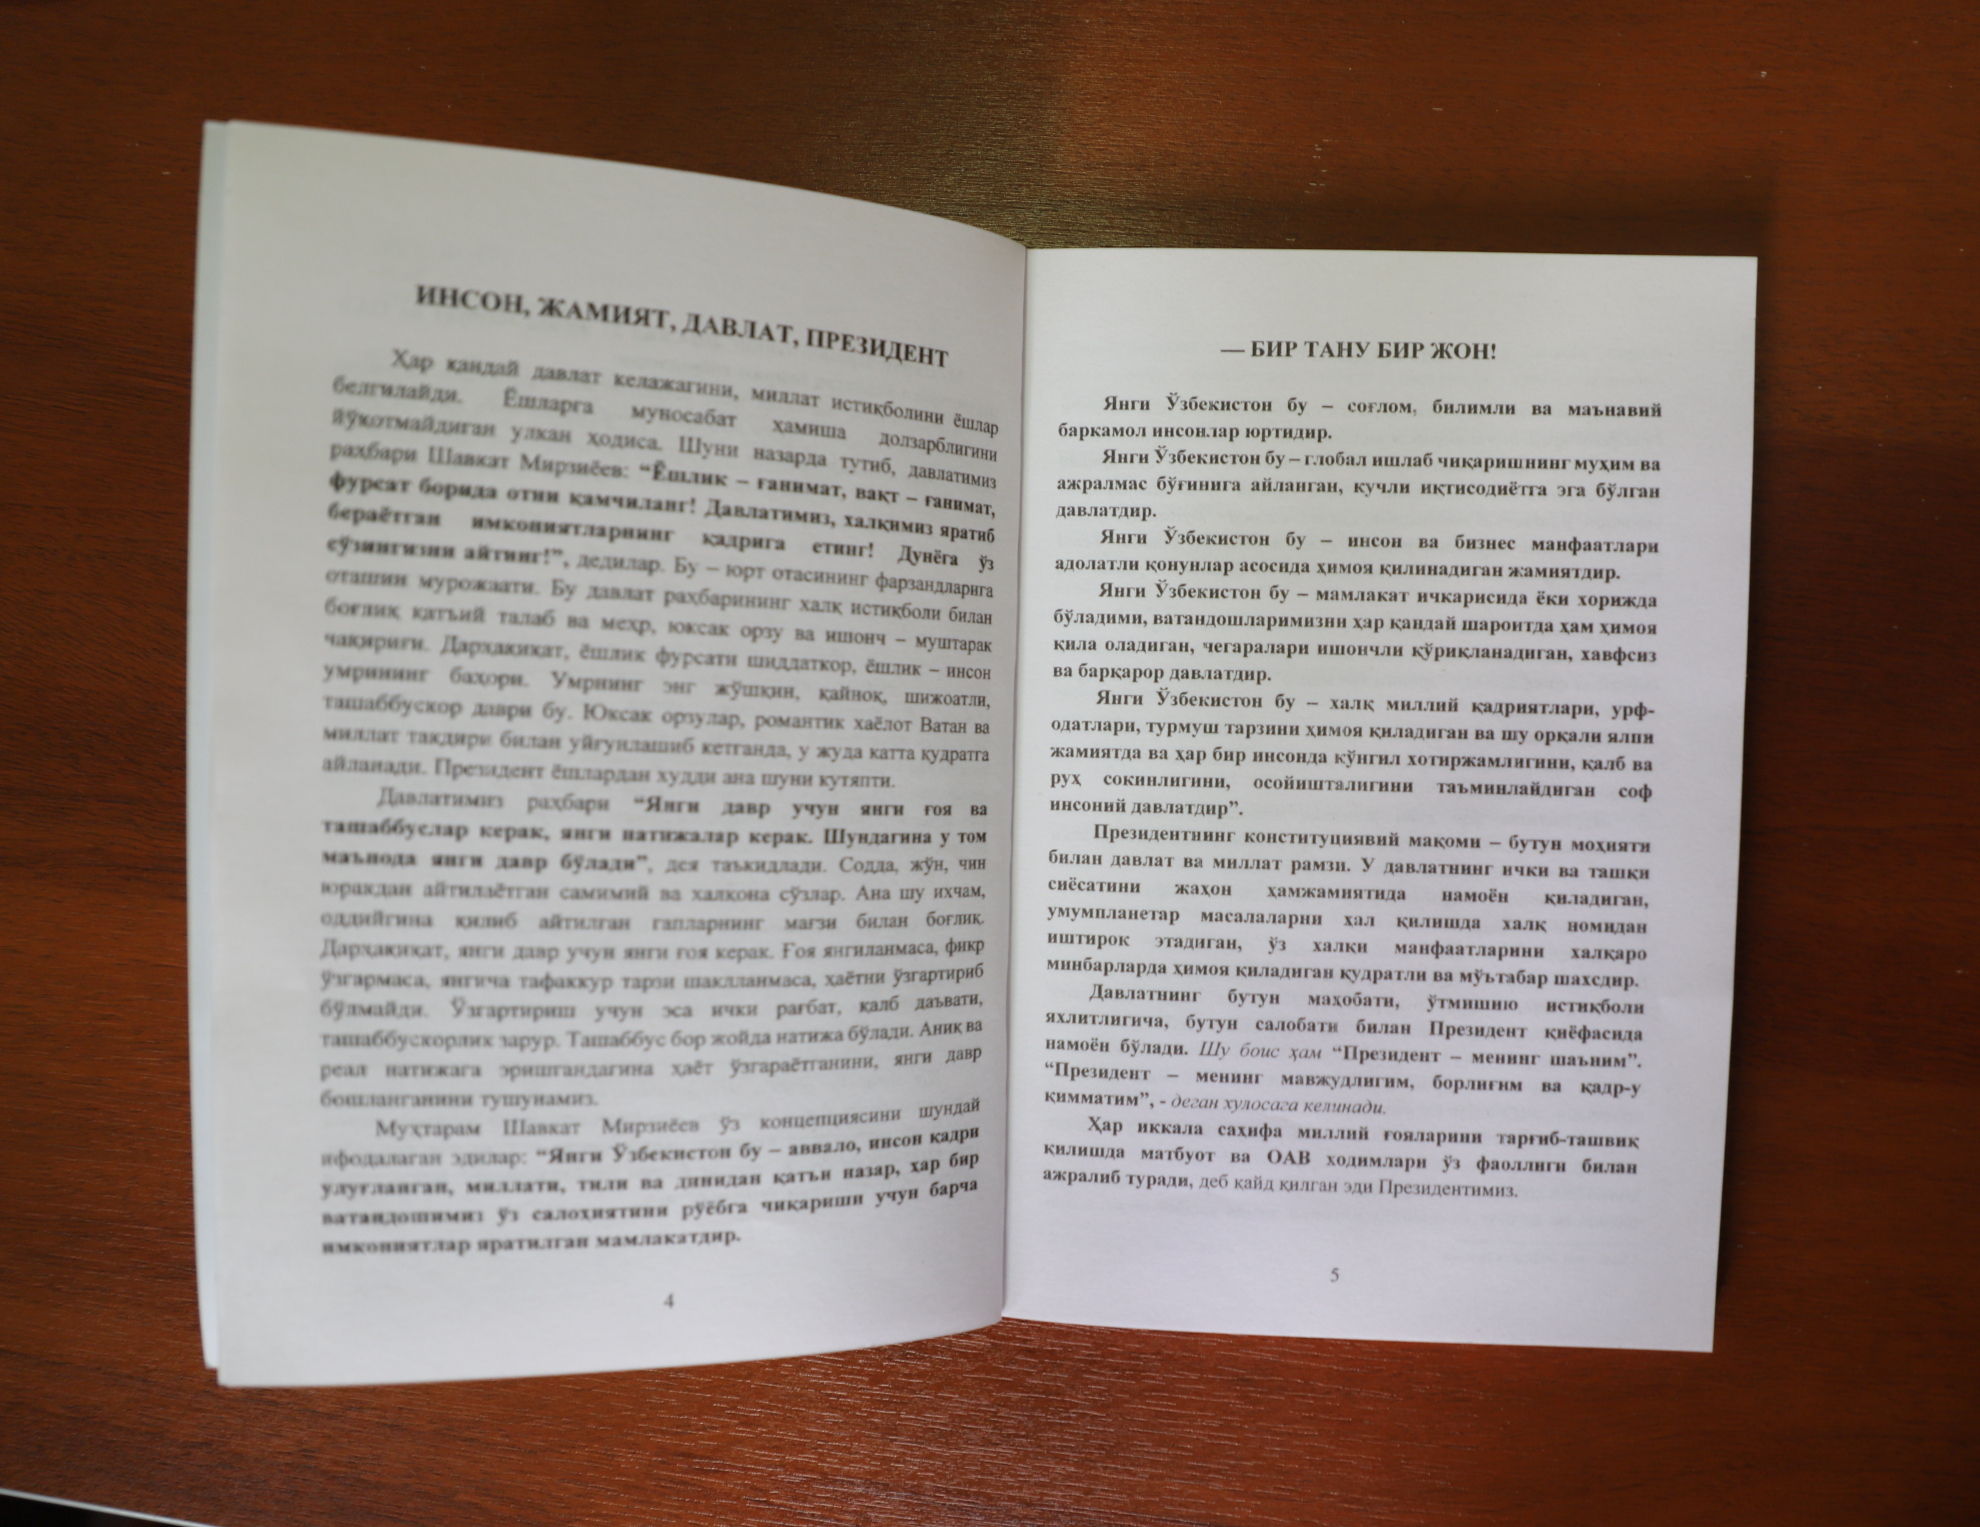 ИНСОН, ЖАМИЯТ, ДАВЛАТ, ПРЕЗИДЕНТ
Ҳар қандай давлат келажагини, миллат истиқболини ёшлар
белгилайди. Ёшларга муносабат ҳамиша долзарблигини
йўқотмайдиган улкан ҳодиса. Шуни назарда тутиб, давлатимиз
раҳбари Шавкат Мирзиёев: “Ёшлик – ғанимат, вақт – ғанимат,
фурсат борида отни қамчиланг! Давлатимиз, халқимиз яратиб
бераётган имкониятларнинг қадрига етинг! Дунёга ўз
сўзингизни айтинг!”, дедилар. Бу – юрт отасининг фарзандларига
оташин мурожаати. Бу давлат раҳбарининг халқ истиқболи билан
боғлиқ қатъий талаб ва меҳр, юксак орзу ва ишонч – муштарак
чақириғи. Дарҳақиқат, ёшлик фурсати шиддаткор, ёшлик – инсон
умрининг баҳори. Умрнинг энг жўшқин, қайноқ, шижоатли,
ташаббускор даври бу. Юксак орзулар, романтик хаёлот Ватан ва
миллат тақдири билан уйғунлашиб кетганда, у жуда катта қудратга
айланади. Президент ёшлардан худди ана шуни кутяпти.
Давлатимиз раҳбари “Янги давр учун янги ғоя ва
ташаббуслар керак, янги натижалар керак. Шундагина у том
маънода янги давр бўлади”, дея таъкидлади. Содда, жўн, чин
юракдан айтилаётган самимий ва халқона сўзлар. Ана шу ихчам,
оддийгина қилиб айтилган гапларнинг мағзи билан боғлиқ.
Дарҳақиқат, янги давр учун янги ғоя керак. Ғоя янгиланмаса, фикр
ўзгармаса, янгича тафаккур тарзи шаклланмаса, ҳаётни ўзгартириб
бўлмайди. Ўзгартириш учун эса ички рағбат, қалб даъвати,
ташаббускорлик зарур. Ташаббус бор жойда натижа бўлади. Аниқ ва
реал натижага эришгандагина ҳаёт ўзгараётганини, янги давр
бошланганини тушунамиз.
Муҳтарам Шавкат Мирзиёев ўз концепциясини шундай
ифодалаган эдилар: “Янги Ўзбекистон бу – аввало, инсон қадри
улуғланган, миллати, тили ва динидан қатъи назар, ҳар бир
ватандошимиз ўз салоҳиятини рўёбга чиқариши учун барча
имкониятлар яратилган мамлакатдир.
4
— БИР ТАНУ БИР ЖОН!
Янги Ўзбекистон бу – соғлом, билимли ва маънавий
баркамол инсонлар юртидир.
Янги Ўзбекистон бу – глобал ишлаб чиқаришнинг муҳим ва
ажралмас бўғинига айланган, кучли иқтисодиётга эга бўлган
давлатдир.
Янги Ўзбекистон бу – инсон ва бизнес манфаатлари
адолатли қонунлар асосида ҳимоя қилинадиган жамиятдир.
Янги Ўзбекистон бу – мамлакат ичкарисида ёки хорижда
бўладими, ватандошларимизни ҳар қандай шароитда ҳам ҳимоя
қила оладиган, чегаралари ишончли қўриқланадиган, хавфсиз
ва барқарор давлатдир.
Янги Ўзбекистон бу – халқ миллий қадриятлари, урф-
одатлари, турмуш тарзини ҳимоя қиладиган ва шу орқали ялпи
жамиятда ва ҳар бир инсонда кўнгил хотиржамлигини, қалб ва
руҳ сокинлигини, осойишталигини таъминлайдиган соф
инсоний давлатдир”.
Президентнинг конституциявий мақоми – бутун моҳияти
билан давлат ва миллат рамзи. У давлатнинг ички ва ташқи
сиёсатини жаҳон ҳамжамиятида намоён қиладиган,
умумпланетар масалаларни ҳал қилишда халқ номидан
иштирок этадиган, ўз халқи манфаатларини халқаро
минбарларда ҳимоя қиладиган қудратли ва мўътабар шахсдир.
Давлатнинг бутун маҳобати, ўтмишию истиқболи
яхлитлигича, бутун салобати билан Президент қиёфасида
намоён бўлади. Шу боис ҳам “Президент – менинг шаъним”.
“Президент – менинг мавжудлигим, борлиғим ва қадр-у
қимматим”, - деган хулосага келинади.
Ҳар иккала саҳифа миллий ғояларни тарғиб-ташвиқ
қилишда матбуот ва ОАВ ходимлари ўз фаоллиги билан
ажралиб туради, деб қайд қилган эди Президентимиз.
5